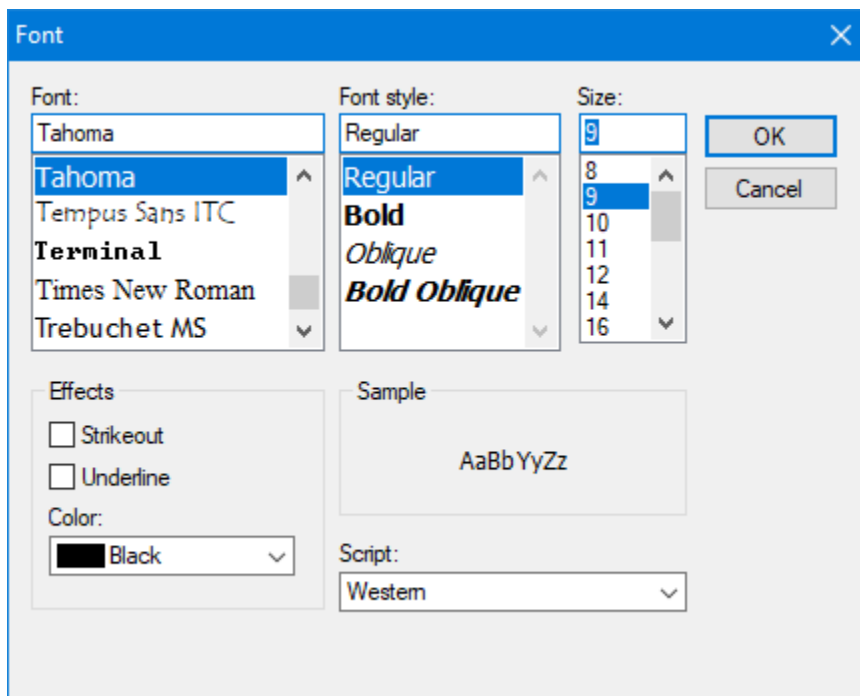 Font
Font:
Tahoma
Tahoma
Tempus Sans ITC
Terminal
Times New Roman
Trebuchet MS
Font style:
Regular
Regular
Bold
Oblique
Bold Oblique
Size:
9
8
9
10
11
12
14
16
OK
Cancel
Effects
Strikeout
Underline
Color:
Black
Sample
AaBbYyZz
Script:
Western